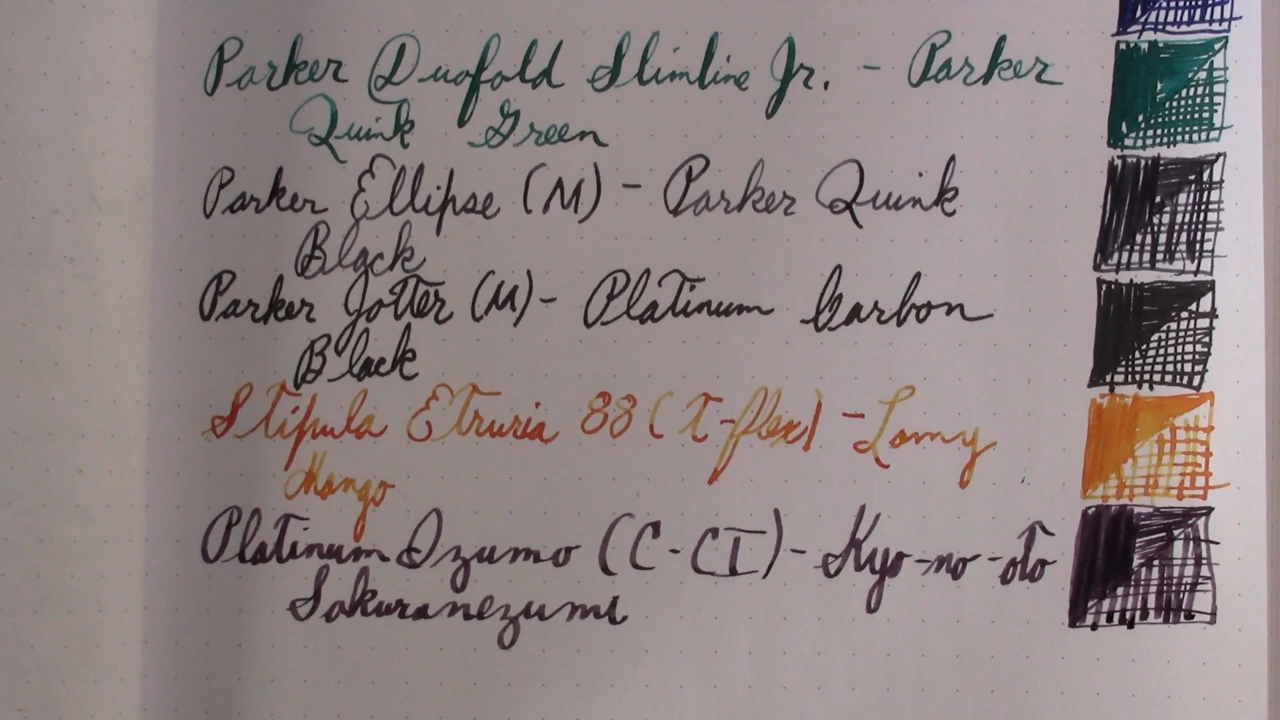 Parker Duofold Slimline Jr. - Parker
Quink Green
Parker Ellipse (M) - Parker Quink
Black
Parker Jotter (M) - Platinum Carbon
Black
Stipula Etruria 88 (T-flex) - Lamy
Mango
Platinum Izumo (C-CI) - Kyo-no-oto
Sakuranezumi